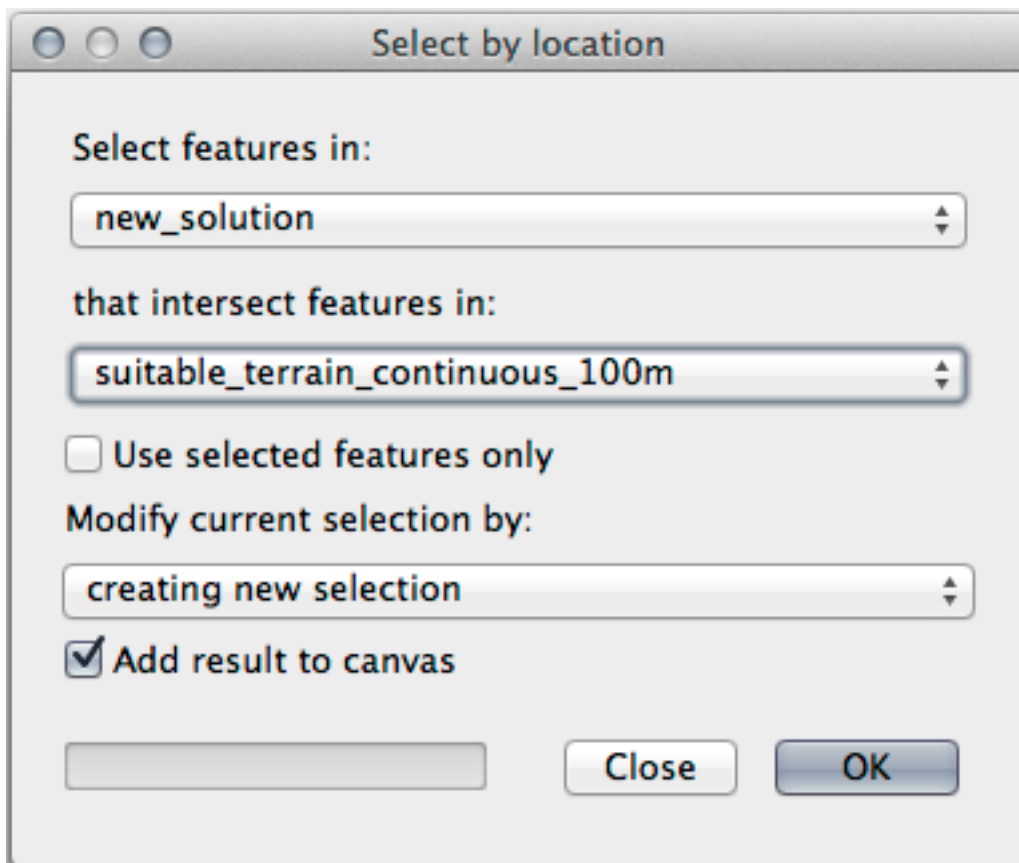 Select by location
Select features in:
new_solution
that intersect features in:
suitable_terrain_continuous_100m
Use selected features only
Modify current selection by:
creating new selection
Add result to canvas
Close
OK